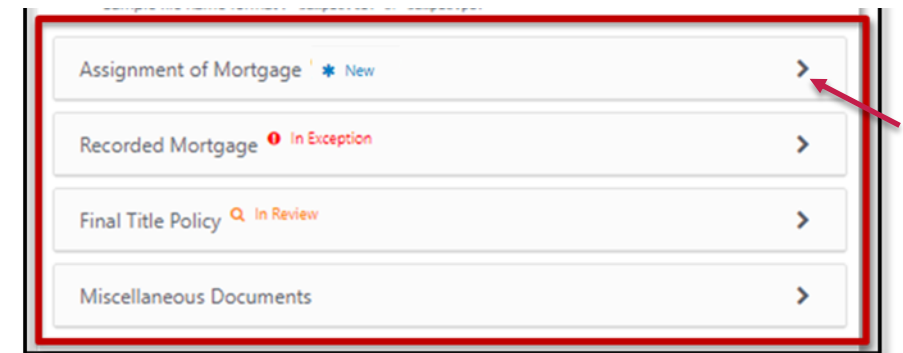 Assignment of Mortgage New
Recorded Mortgage In Exception
Final Title Policy In Review
Miscellaneous Documents